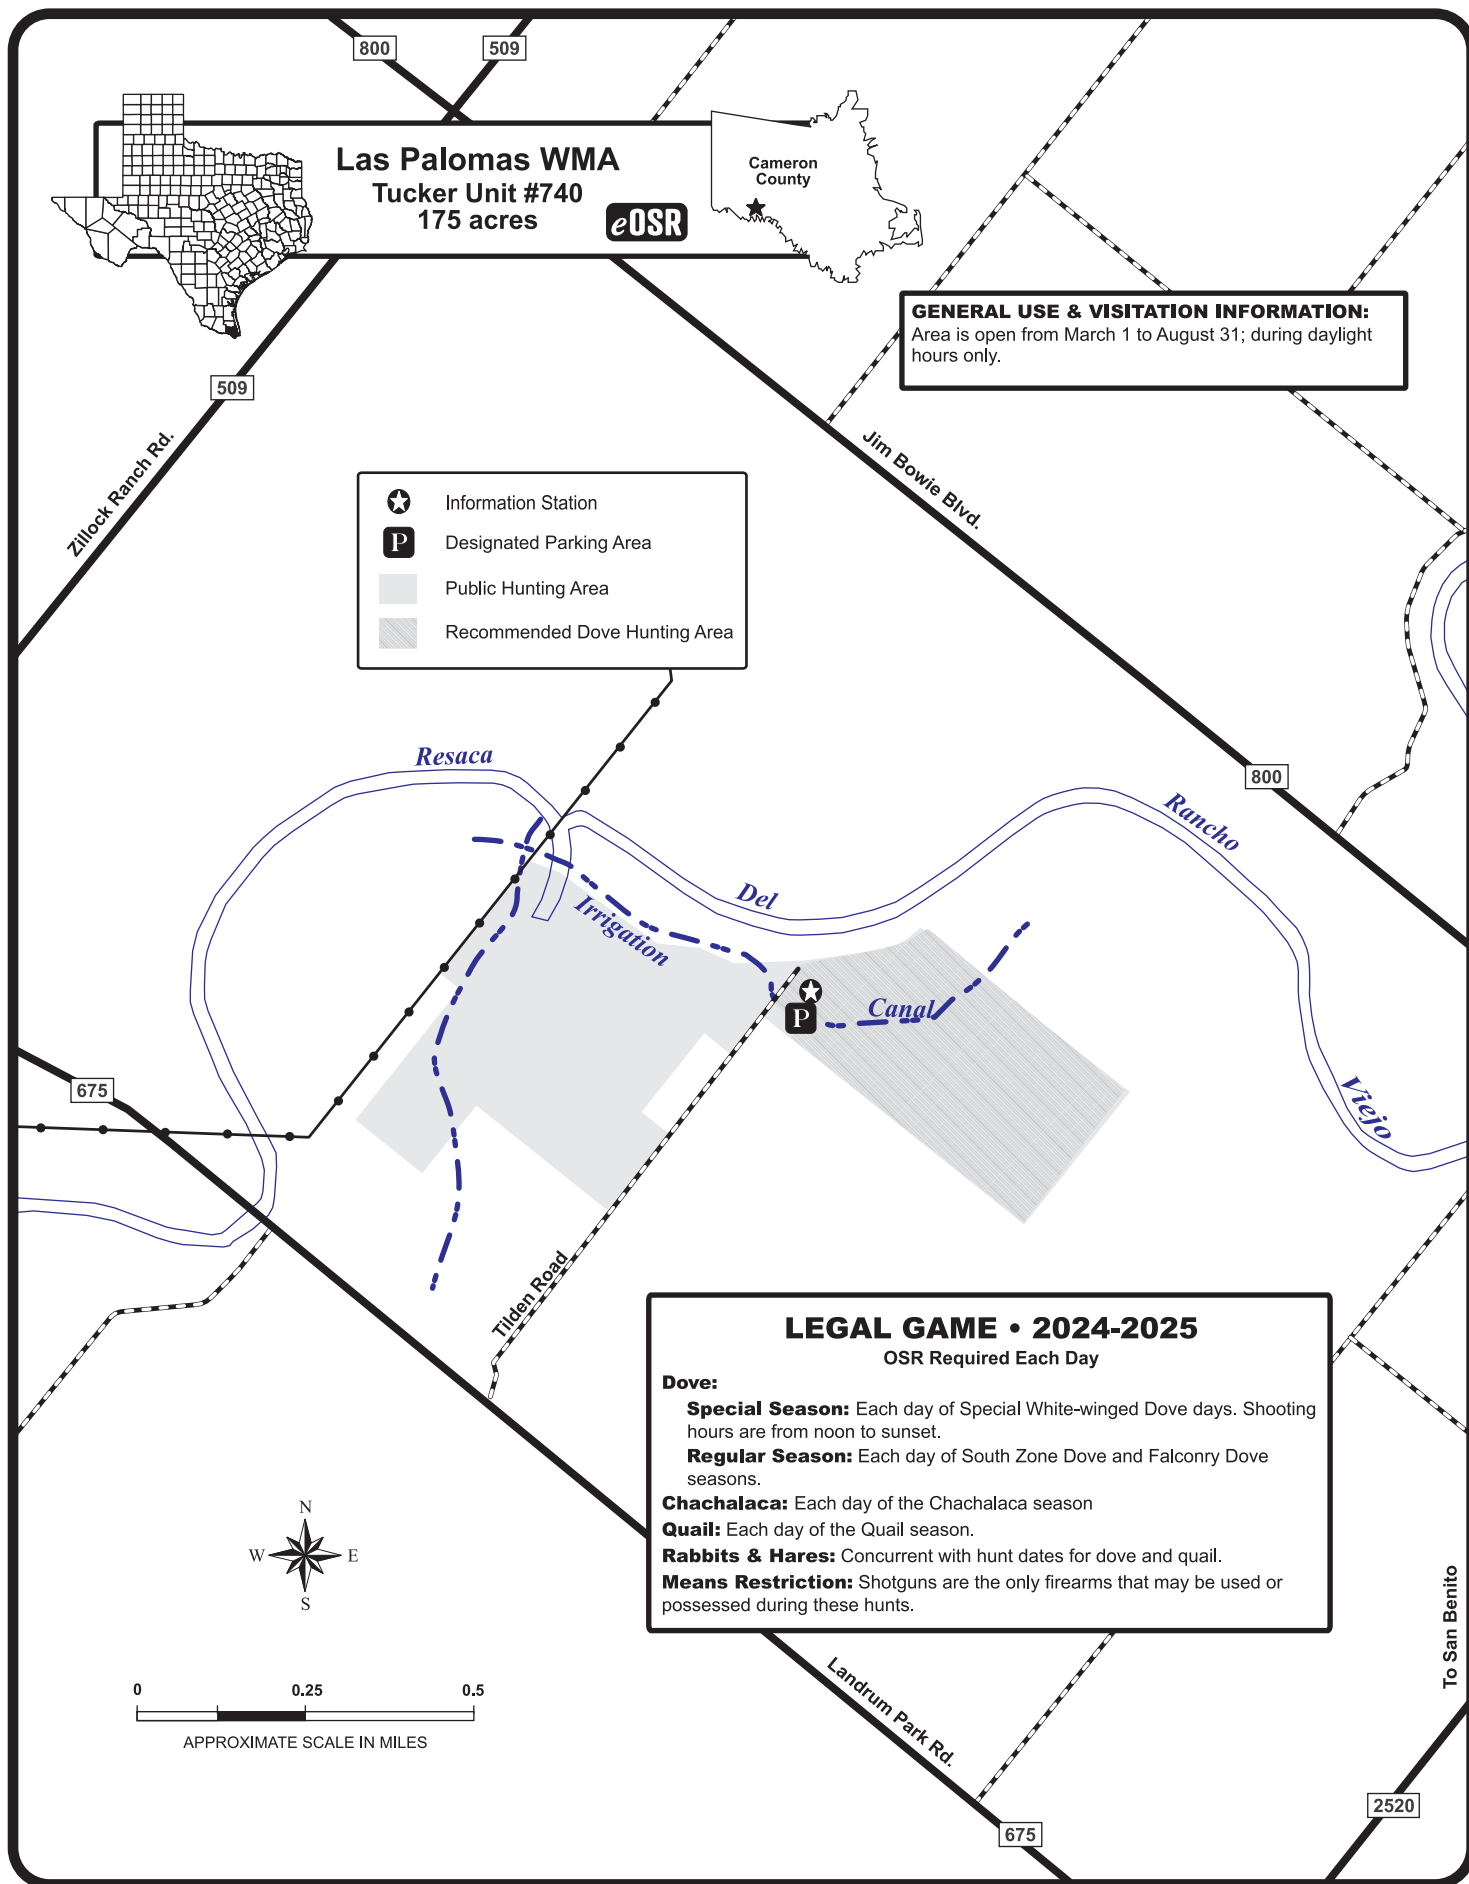 800
509
Las Palomas WMA
Tucker Unit #740
175 acres
eOSR
Cameron
County
GENERAL USE & VISITATION INFORMATION:
Area is open from March 1 to August 31; during daylight
hours only.
509
Zillock Ranch Rd.
Jim Bowie Blvd.
Information Station
P
Designated Parking Area
Public Hunting Area
Recommended Dove Hunting Area
Resaca
800
Rancho
Del
Irrigation
Canal
P
675
Viejo
Tilden Road
LEGAL GAME • 2024-2025
OSR Required Each Day
Dove:
Special Season: Each day of Special White-winged Dove days. Shooting
hours are from noon to sunset.
Regular Season: Each day of South Zone Dove and Falconry Dove
seasons.
Chachalaca: Each day of the Chachalaca season
Quail: Each day of the Quail season.
Rabbits & Hares: Concurrent with hunt dates for dove and quail.
Means Restriction: Shotguns are the only firearms that may be used or
possessed during these hunts.
N
W E
S
To San Benito
0 0.25 0.5
APPROXIMATE SCALE IN MILES
Landrum Park Rd.
2520
675